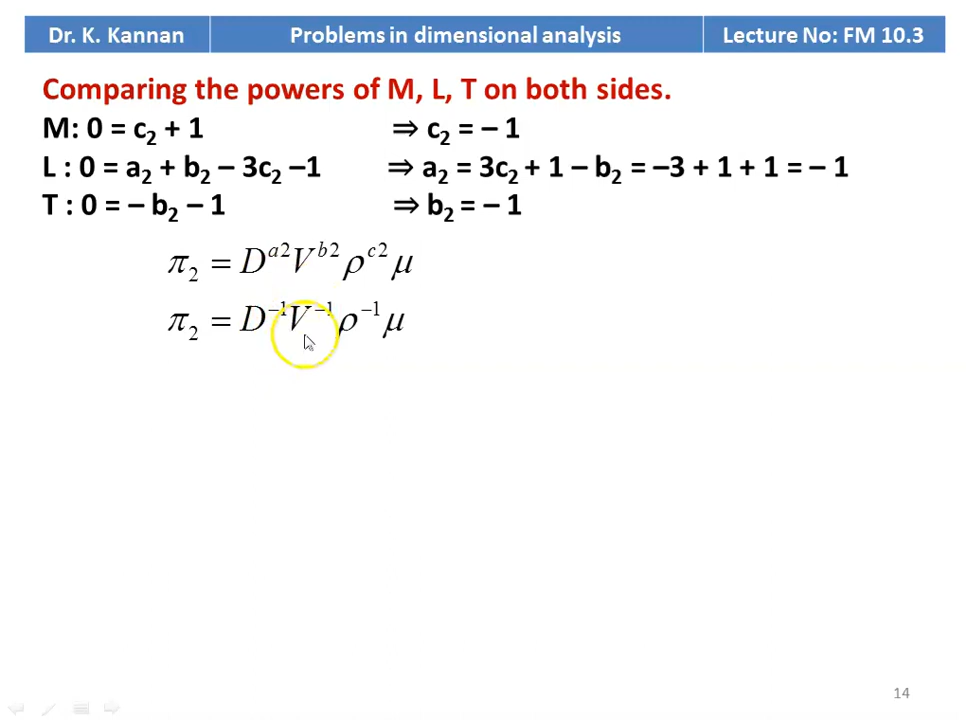 Dr. K. Kannan Problems in dimensional analysis Lecture No: FM 10.3
Comparing the powers of M, L, T on both sides.
M: 0 = c₂ + 1 ⇒ c₂ = – 1
L : 0 = a₂ + b₂ – 3c₂ –1 ⇒ a₂ = 3c₂ + 1 – b₂ = –3 + 1 + 1 = – 1
T : 0 = – b₂ – 1 ⇒ b₂ = – 1
π₂ = D^{a2} V^{b2} ρ^{c2} μ
π₂ = D^{−1} V^{−1} ρ^{−1} μ
14